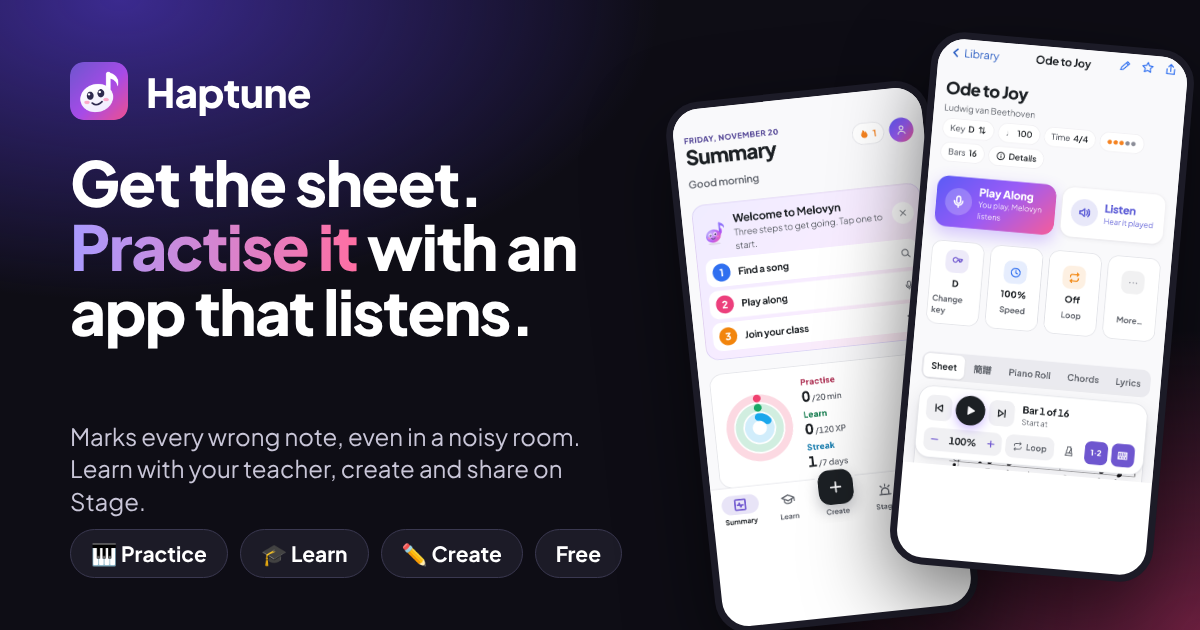 Haptune
Get the sheet.
Practise it with an
app that listens.
Marks every wrong note, even in a noisy room.
Learn with your teacher, create and share on
Stage.
Practice
Learn
Create
Free
FRIDAY, NOVEMBER 20
1
Summary
Good morning
Welcome to Melovyn
Three steps to get going. Tap one to
start.
1 Find a song
2 Play along
3 Join your class
Practise
0 /20 min
Learn
0 /120 XP
Streak
1 /7 days
Summary
Learn
Create
Library
Ode to Joy
Ode to Joy
Ludwig van Beethoven
Key D
♩ 100
Time 4/4
Bars 16
Details
Play Along
You play, Melovyn
listens
Listen
Hear it played
D
Change
key
100%
Speed
Off
Loop
More...
Sheet
簡譜
Piano Roll
Chords
Lyrics
Bar 1 of 16
Start at
− 100% +
Loop
1·2